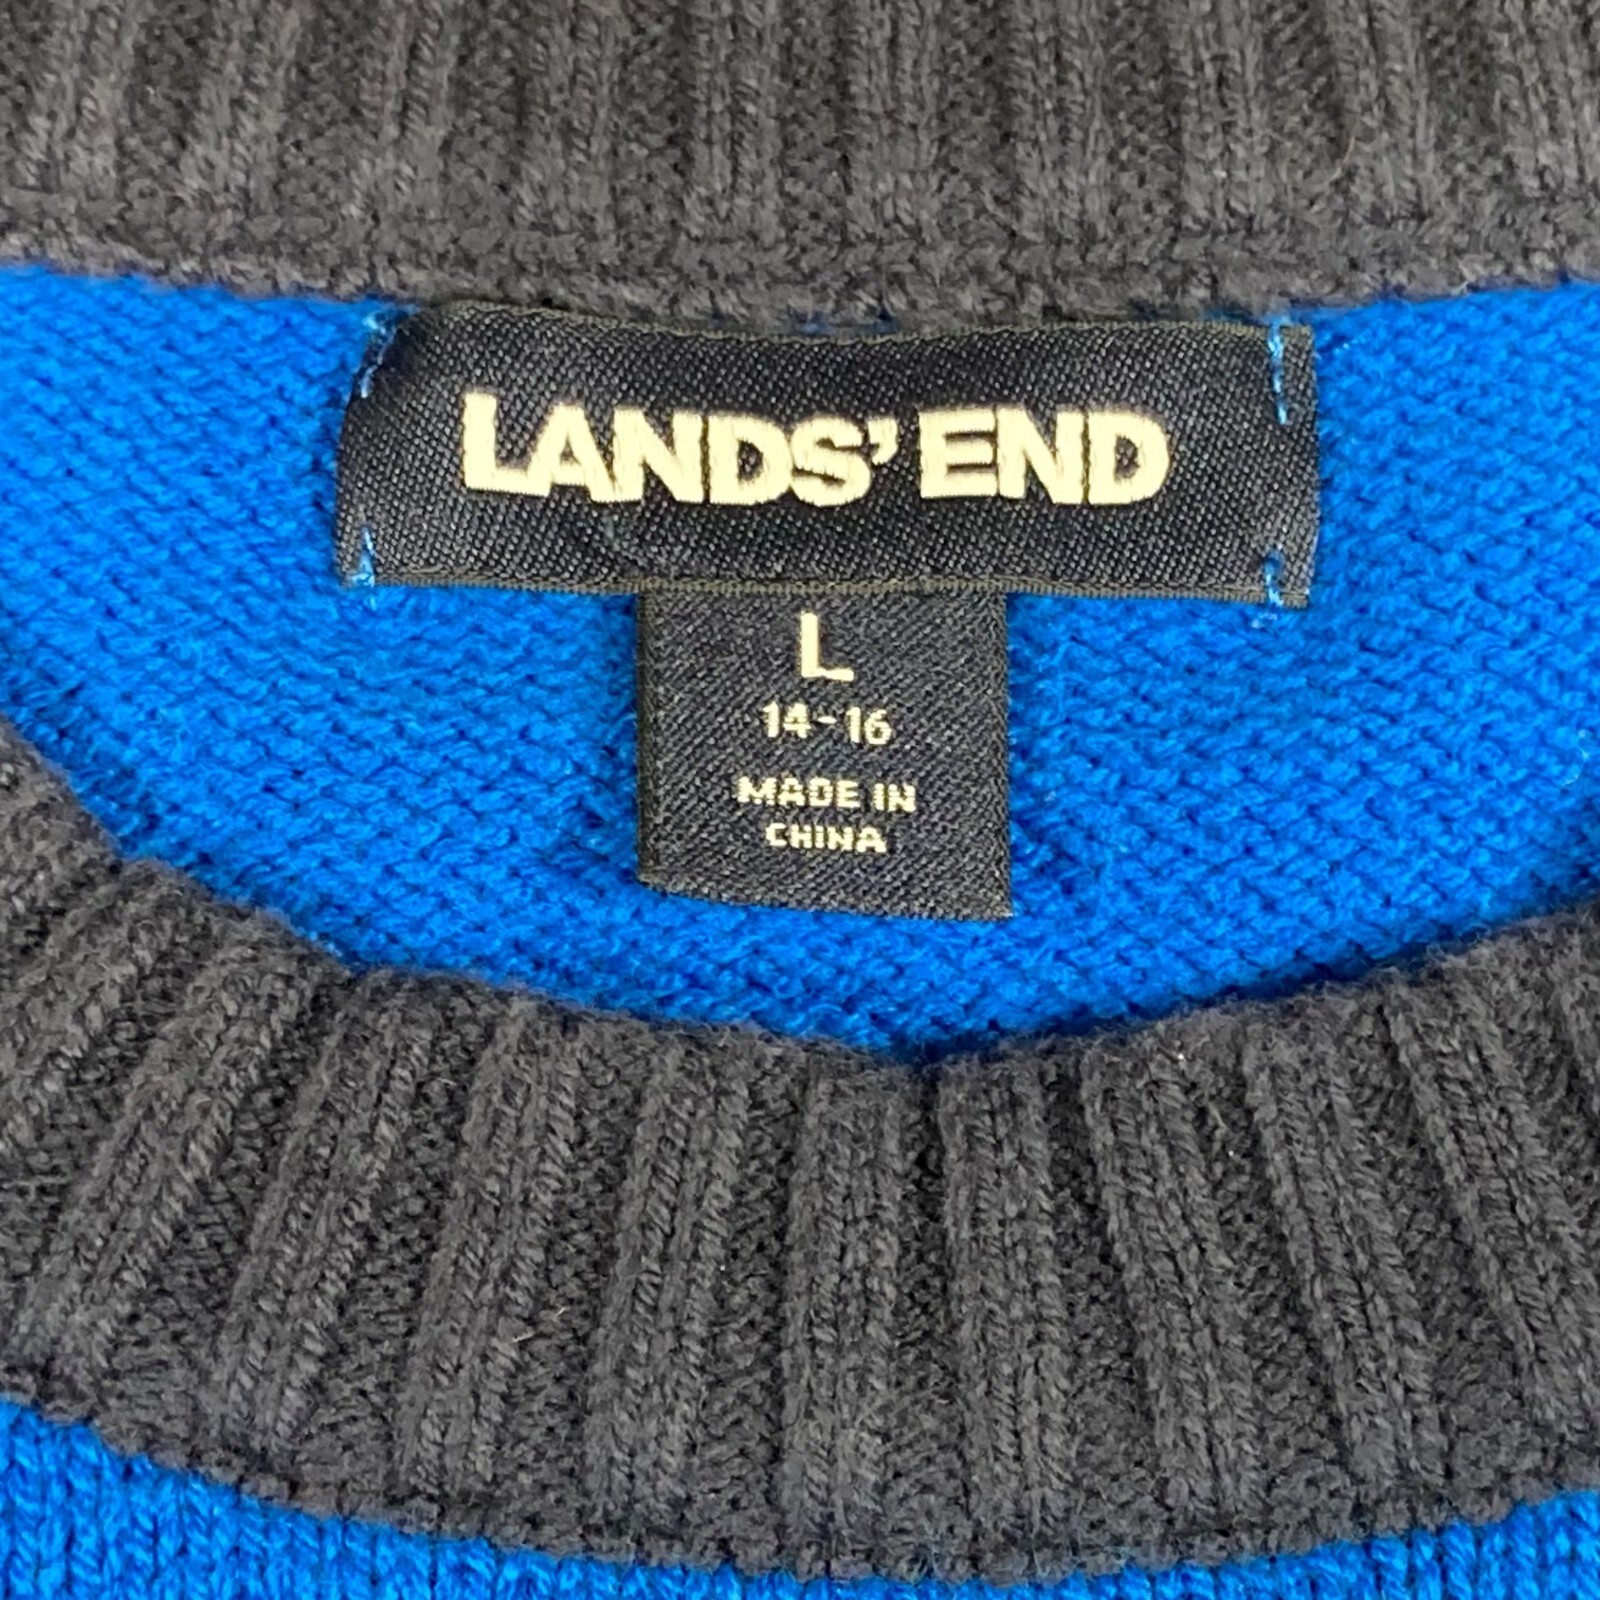 LANDS' END
L
14-16
MADE IN
CHINA